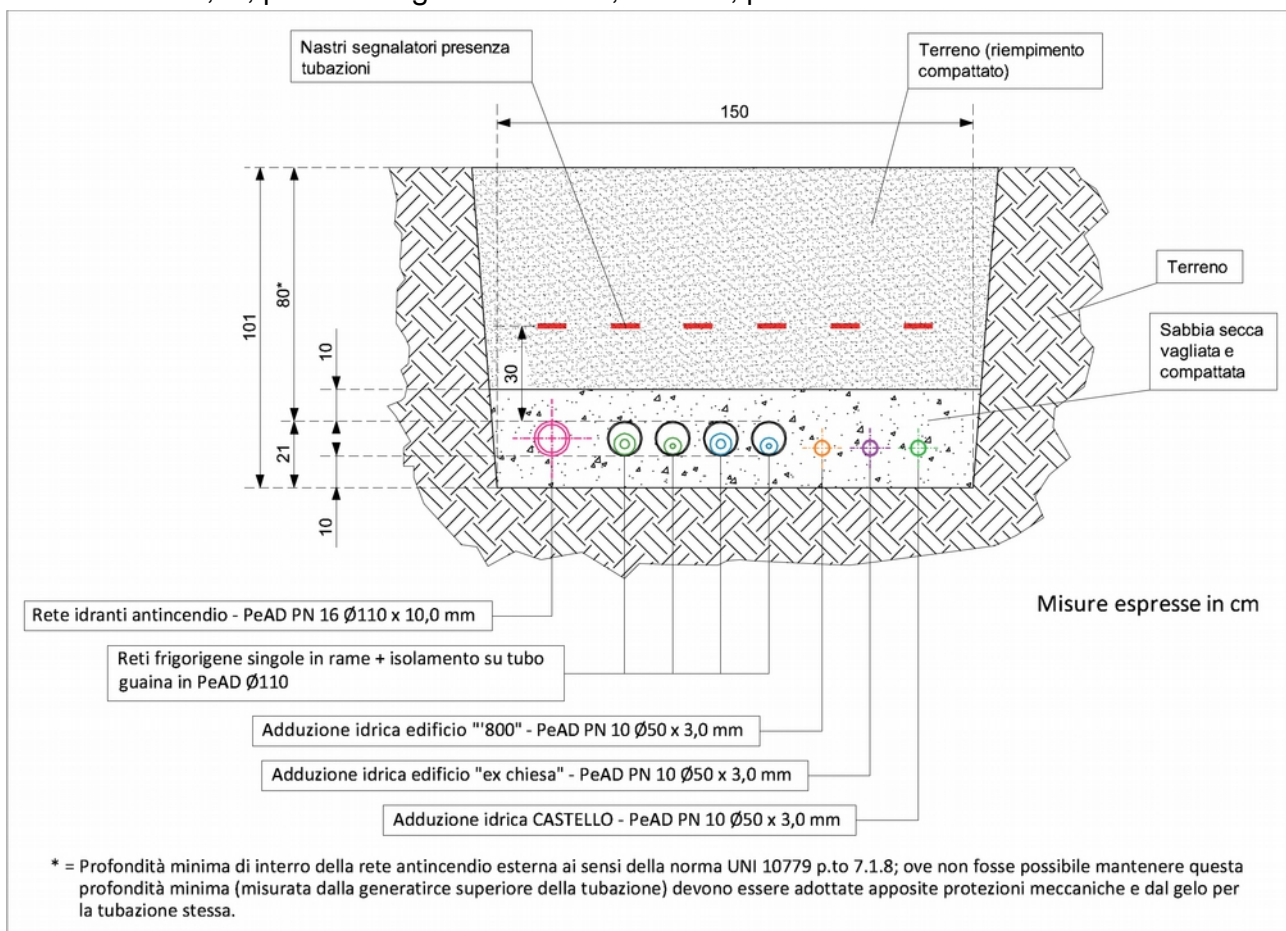 Nastri segnalatori presenza
tubazioni
Terreno (riempimento
compattato)
150
Terreno
Sabbia secca
vagliata e
compattata
101
80*
10
30
21
10
Rete idranti antincendio - PeAD PN 16 Ø110 x 10,0 mm
Misure espresse in cm
Reti frigorigene singole in rame + isolamento su tubo
guaina in PeAD Ø110
Adduzione idrica edificio "'800" - PeAD PN 10 Ø50 x 3,0 mm
Adduzione idrica edificio "ex chiesa" - PeAD PN 10 Ø50 x 3,0 mm
Adduzione idrica CASTELLO - PeAD PN 10 Ø50 x 3,0 mm
* = Profondità minima di interro della rete antincendio esterna ai sensi della norma UNI 10779 p.to 7.1.8; ove non fosse possibile mantenere questa
profondità minima (misurata dalla generatirce superiore della tubazione) devono essere adottate apposite protezioni meccaniche e dal gelo per
la tubazione stessa.